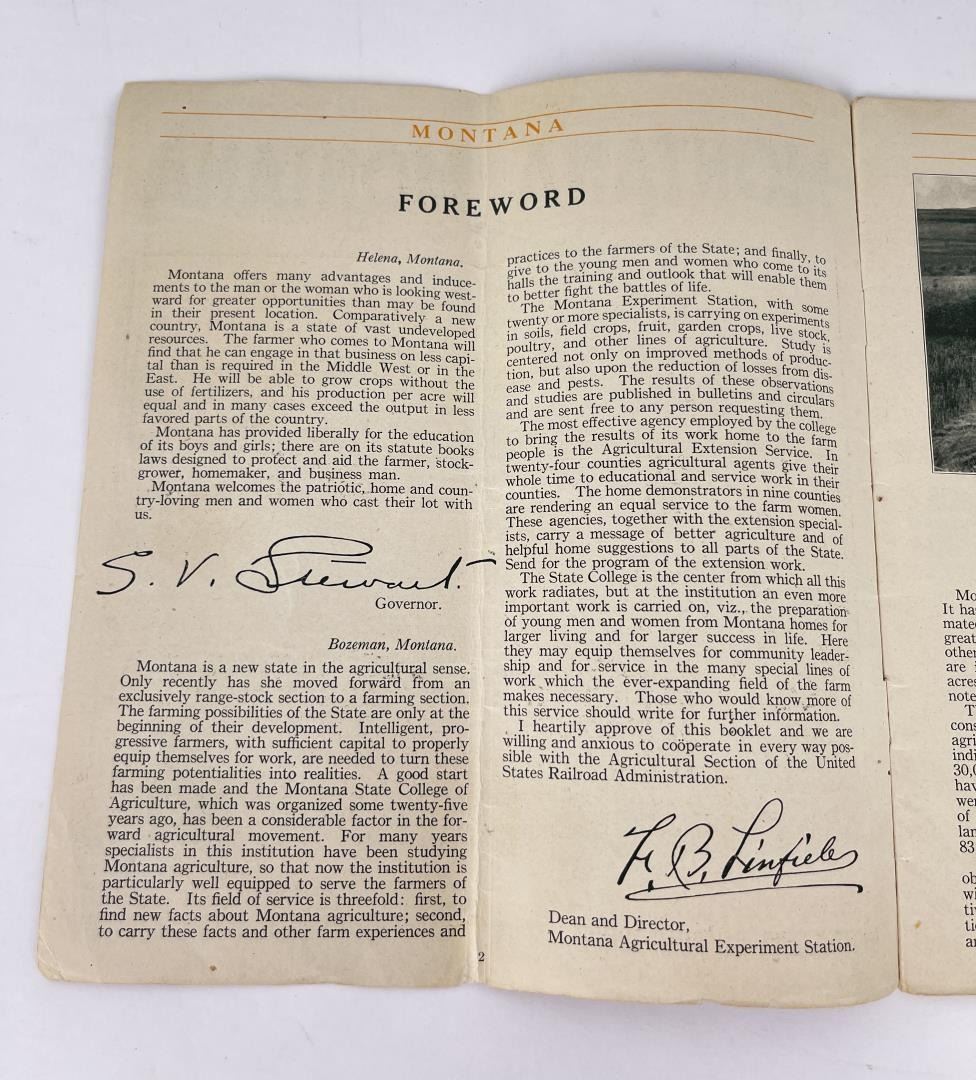 MONTANA
FOREWORD
Helena, Montana.
Montana offers many advantages and induce-
ments to the man or the woman who is looking west-
ward for greater opportunities than may be found
in their present location. Comparatively a new
country, Montana is a state of vast undeveloped
resources. The farmer who comes to Montana will
find that he can engage in that business on less capi-
tal than is required in the Middle West or in the
East. He will be able to grow crops without the
use of fertilizers, and his production per acre will
equal and in many cases exceed the output in less
favored parts of the country.
Montana has provided liberally for the education
of its boys and girls; there are on its statute books
laws designed to protect and aid the farmer, stock-
grower, homemaker, and business man.
Montana welcomes the patriotic, home and coun-
try-loving men and women who cast their lot with
us.
S. V. Stewart.
Governor.
Bozeman, Montana.
Montana is a new state in the agricultural sense.
Only recently has she moved forward from an
exclusively range-stock section to a farming section.
The farming possibilities of the State are only at the
beginning of their development. Intelligent, pro-
gressive farmers, with sufficient capital to properly
equip themselves for work, are needed to turn these
farming potentialities into realities. A good start
has been made and the Montana State College of
Agriculture, which was organized some twenty-five
years ago, has been a considerable factor in the for-
ward agricultural movement. For many years
specialists in this institution have been studying
Montana agriculture, so that now the institution is
particularly well equipped to serve the farmers of
the State. Its field of service is threefold: first, to
find new facts about Montana agriculture; second,
to carry these facts and other farm experiences and
practices to the farmers of the State; and finally, to
give to the young men and women who come to its
halls the training and outlook that will enable them
to better fight the battles of life.
The Montana Experiment Station, with some
twenty or more specialists, is carrying on experiments
in soils, field crops, fruit, garden crops, live stock,
poultry, and other lines of agriculture. Study is
centered not only on improved methods of produc-
tion, but also upon the reduction of losses from dis-
ease and pests. The results of these observations
and studies are published in bulletins and circulars
and are sent free to any person requesting them.
The most effective agency employed by the college
to bring the results of its work home to the farm
people is the Agricultural Extension Service. In
twenty-four counties agricultural agents give their
whole time to educational and service work in their
counties. The home demonstrators in nine counties
are rendering an equal service to the farm women.
These agencies, together with the extension special-
ists, carry a message of better agriculture and of
helpful home suggestions to all parts of the State.
Send for the program of the extension work.
The State College is the center from which all this
work radiates, but at the institution an even more
important work is carried on, viz., the preparation
of young men and women from Montana homes for
larger living and for larger success in life. Here
they may equip themselves for community leader-
ship and for service in the many special lines of
work which the ever-expanding field of the farm
makes necessary. Those who would know more of
this service should write for further information.
I heartily approve of this booklet and we are
willing and anxious to coöperate in every way pos-
sible with the Agricultural Section of the United
States Railroad Administration.
F. B. Linfield
Dean and Director,
Montana Agricultural Experiment Station.
2
Mo
It ha
mate
great
other
are
acres
note
T
cons
agri
indi
30,0
hav
wer
of
lan
83
ob
wi
ti
ti
a